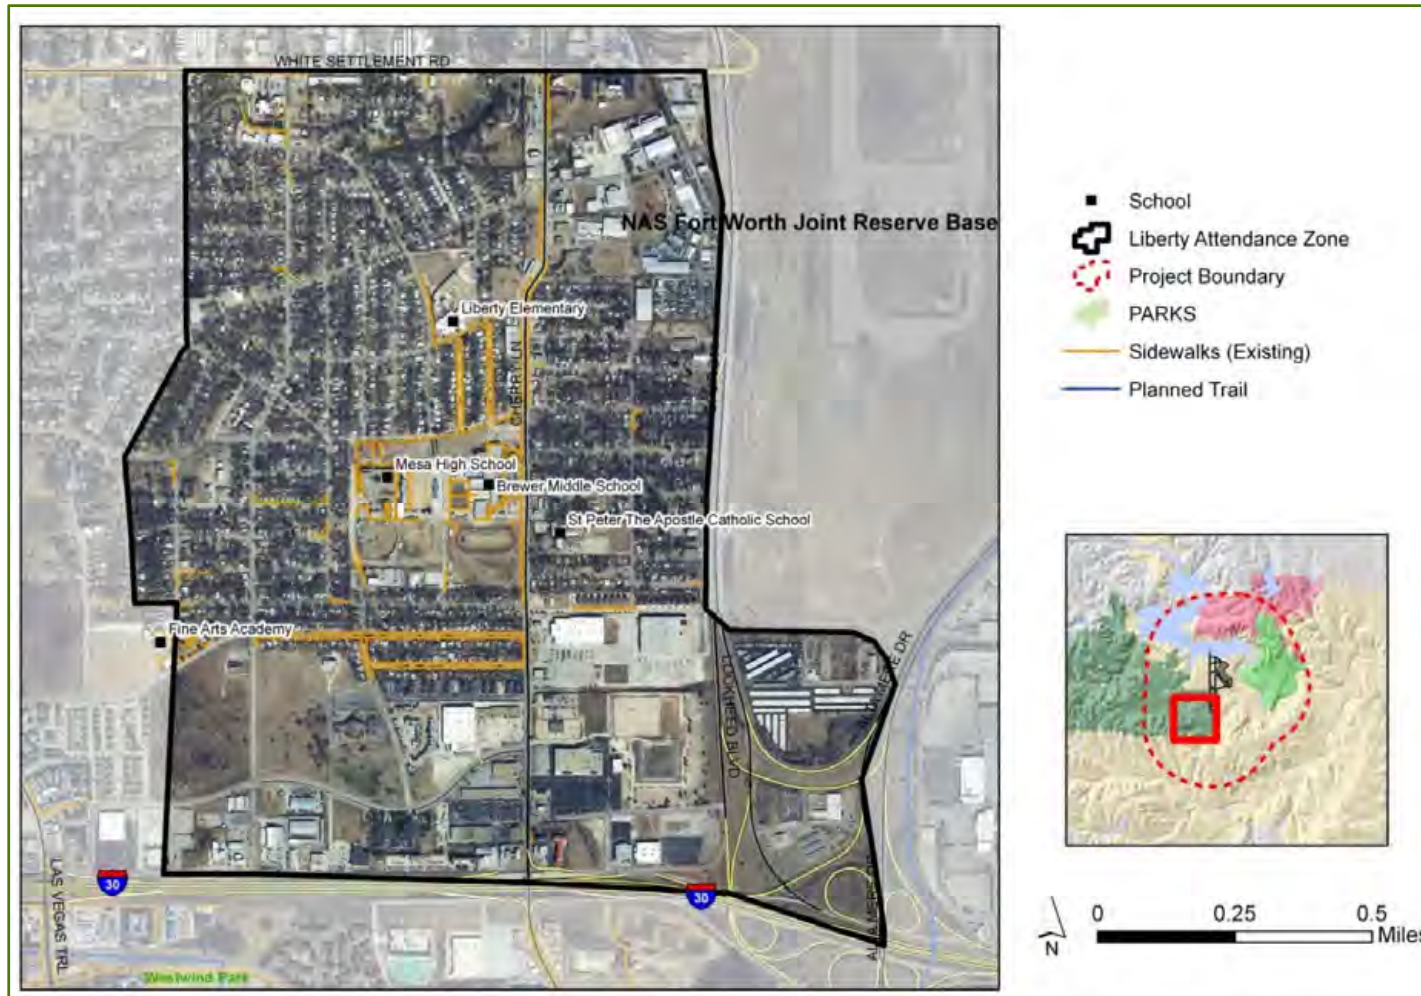 WHITE SETTLEMENT RD
NAS Fort Worth Joint Reserve Base
Liberty Elementary
CHERRY LN
Mesa High School
Brewer Middle School
St Peter The Apostle Catholic School
Fine Arts Academy
LOCKHEED BLVD
LAS VEGAS TRL
30
30
Westwind Park
School
Liberty Attendance Zone
Project Boundary
PARKS
Sidewalks (Existing)
Planned Trail
N
0 0.25 0.5
Miles